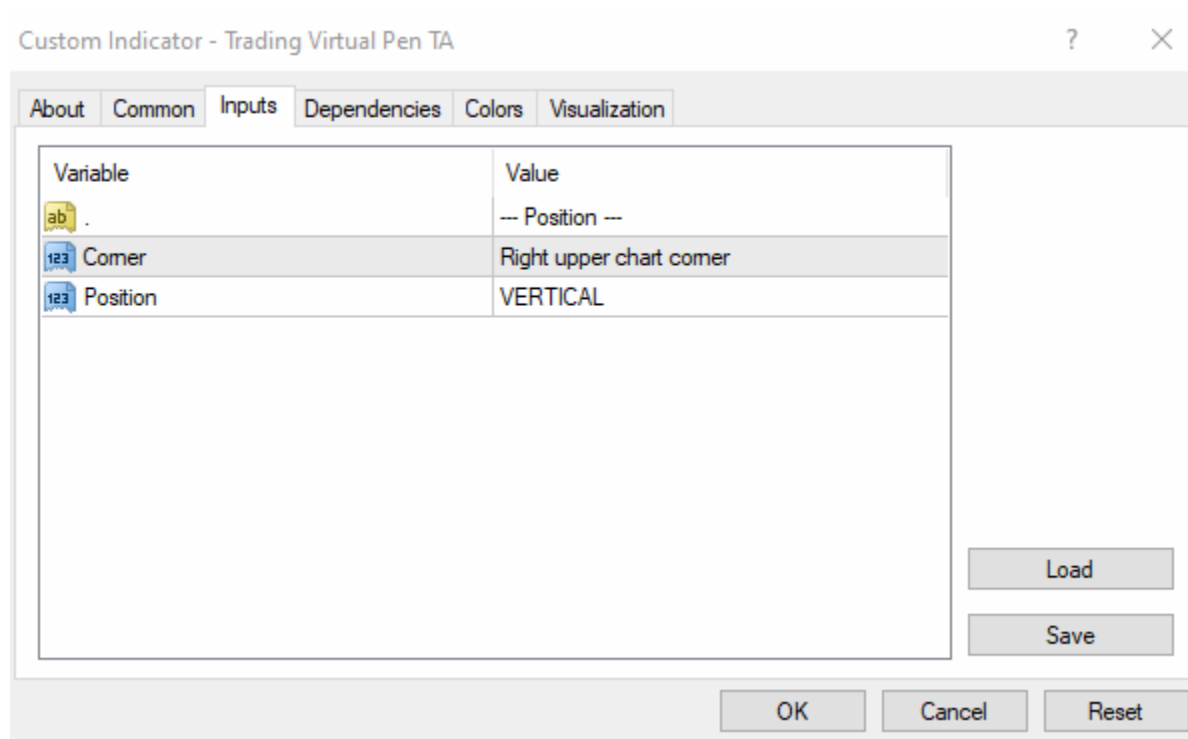 Custom Indicator - Trading Virtual Pen TA ?
About Common Inputs Dependencies Colors Visualization
Variable Value
ab . --- Position ---
123 Corner Right upper chart corner
123 Position VERTICAL
Load
Save
OK Cancel Reset